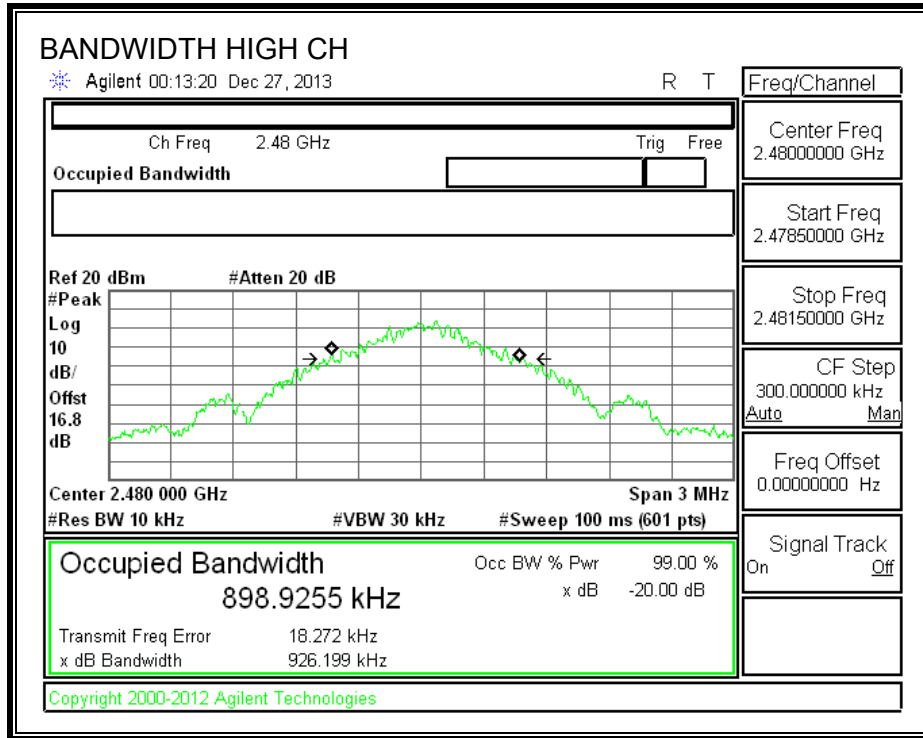 BANDWIDTH HIGH CH
Agilent 00:13:20 Dec 27, 2013 R T
Freq/Channel
Ch Freq 2.48 GHz Trig Free
Occupied Bandwidth
Center Freq
2.48000000 GHz
Start Freq
2.47850000 GHz
Stop Freq
2.48150000 GHz
CF Step
300.000000 kHz
Auto Man
Freq Offset
0.00000000 Hz
Signal Track
On Off
Ref 20 dBm #Atten 20 dB
#Peak
Log
10
dB/
Offst
16.8
dB
Center 2.480 000 GHz Span 3 MHz
#Res BW 10 kHz #VBW 30 kHz #Sweep 100 ms (601 pts)
Occupied Bandwidth
898.9255 kHz
Occ BW % Pwr 99.00 %
x dB -20.00 dB
Transmit Freq Error 18.272 kHz
x dB Bandwidth 926.199 kHz
Copyright 2000-2012 Agilent Technologies